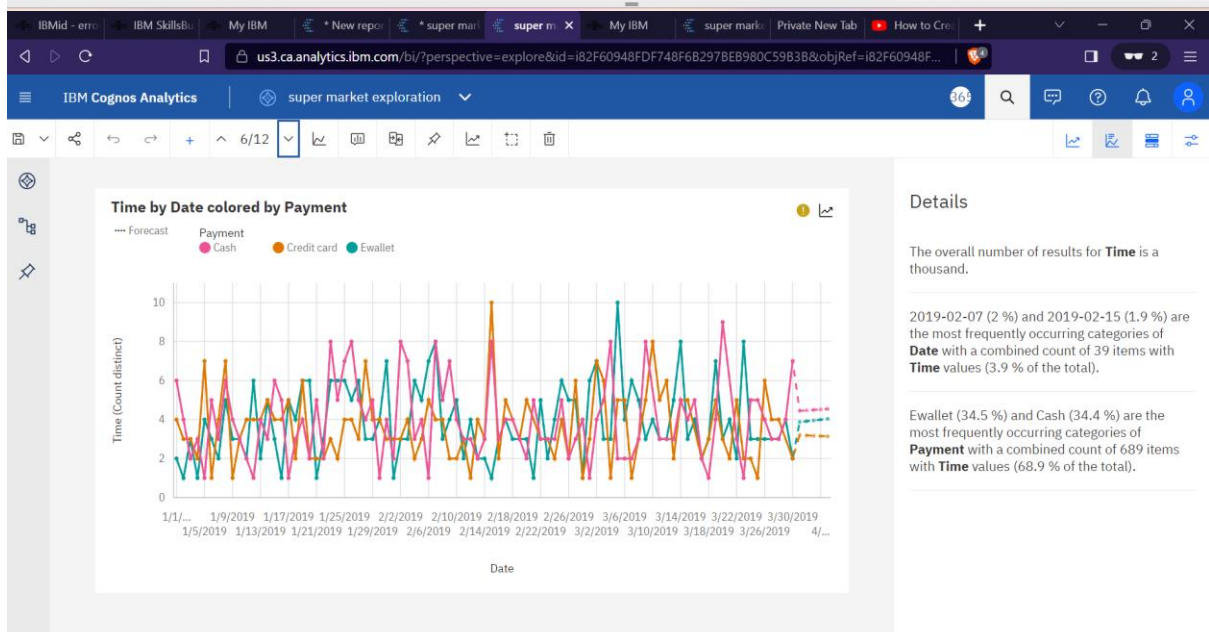 IBMid - erro IBM SkillsBu My IBM * New repor * super mark super m My IBM super marke Private New Tab How to Crea
us3.ca.analytics.ibm.com/bi/?perspective=explore&id=i82F60948FDF748F6B297BEB980C59B3B&objRef=i82F60948F... 2
IBM Cognos Analytics super market exploration 365
6/12
Time by Date colored by Payment
Forecast Payment
Cash Credit card Ewallet
10
8
6
4
2
0
Time (Count distinct)
1/1/... 1/9/2019 1/17/2019 1/25/2019 2/2/2019 2/10/2019 2/18/2019 2/26/2019 3/6/2019 3/14/2019 3/22/2019 3/30/2019
1/5/2019 1/13/2019 1/21/2019 1/29/2019 2/6/2019 2/14/2019 2/22/2019 3/2/2019 3/10/2019 3/18/2019 3/26/2019 4/...
Date
Details
The overall number of results for Time is a
thousand.
2019-02-07 (2 %) and 2019-02-15 (1.9 %) are
the most frequently occurring categories of
Date with a combined count of 39 items with
Time values (3.9 % of the total).
Ewallet (34.5 %) and Cash (34.4 %) are the
most frequently occurring categories of
Payment with a combined count of 689 items
with Time values (68.9 % of the total).